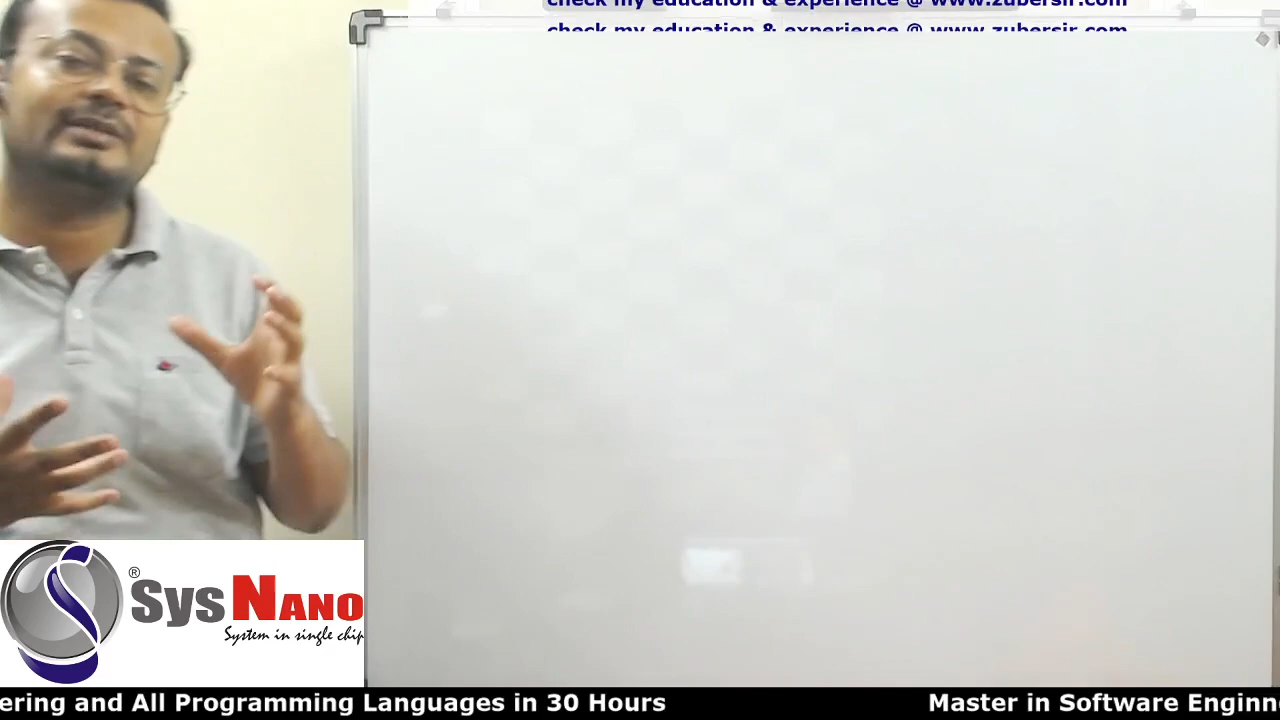 check my education & experience @ www.zubersir.com
check my education & experience @ www.zubersir.com
® SysNANO
System in single chip
ering and All Programming Languages in 30 Hours Master in Software Enginn